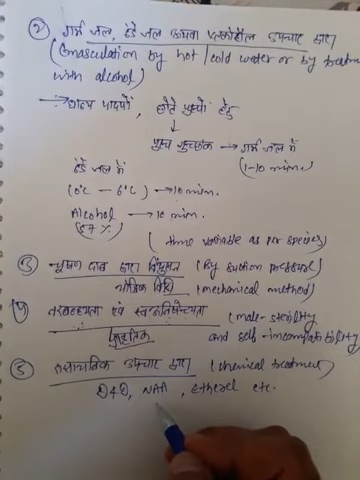 ② गर्म जल, ठंडे जल अथवा एल्कोहॉल उपचार द्वारा
(Emasculation by hot/cold water or by treatment
with alcohol)
→ धान्य पादपों, छोटे पुष्पों हेतु
↓
पुष्प गुच्छक → गर्म जल में
(1-10 mins)
ठंडे जल में
(0°C - 6°C) → 10 min.
Alcohol → 10 min.
(57%)
(time variable as per species)
③ चूषण दाब द्वारा विपुंसन (By suction pressure)
यांत्रिक विधि (mechanical method)
④ नरबंध्यता एवं स्वअनिषेच्यता (male-sterility
and self-incompatibility)
⑤ रासायनिक उपचार द्वारा (chemical treatment)
2,4-D, NAA, ethrel etc.